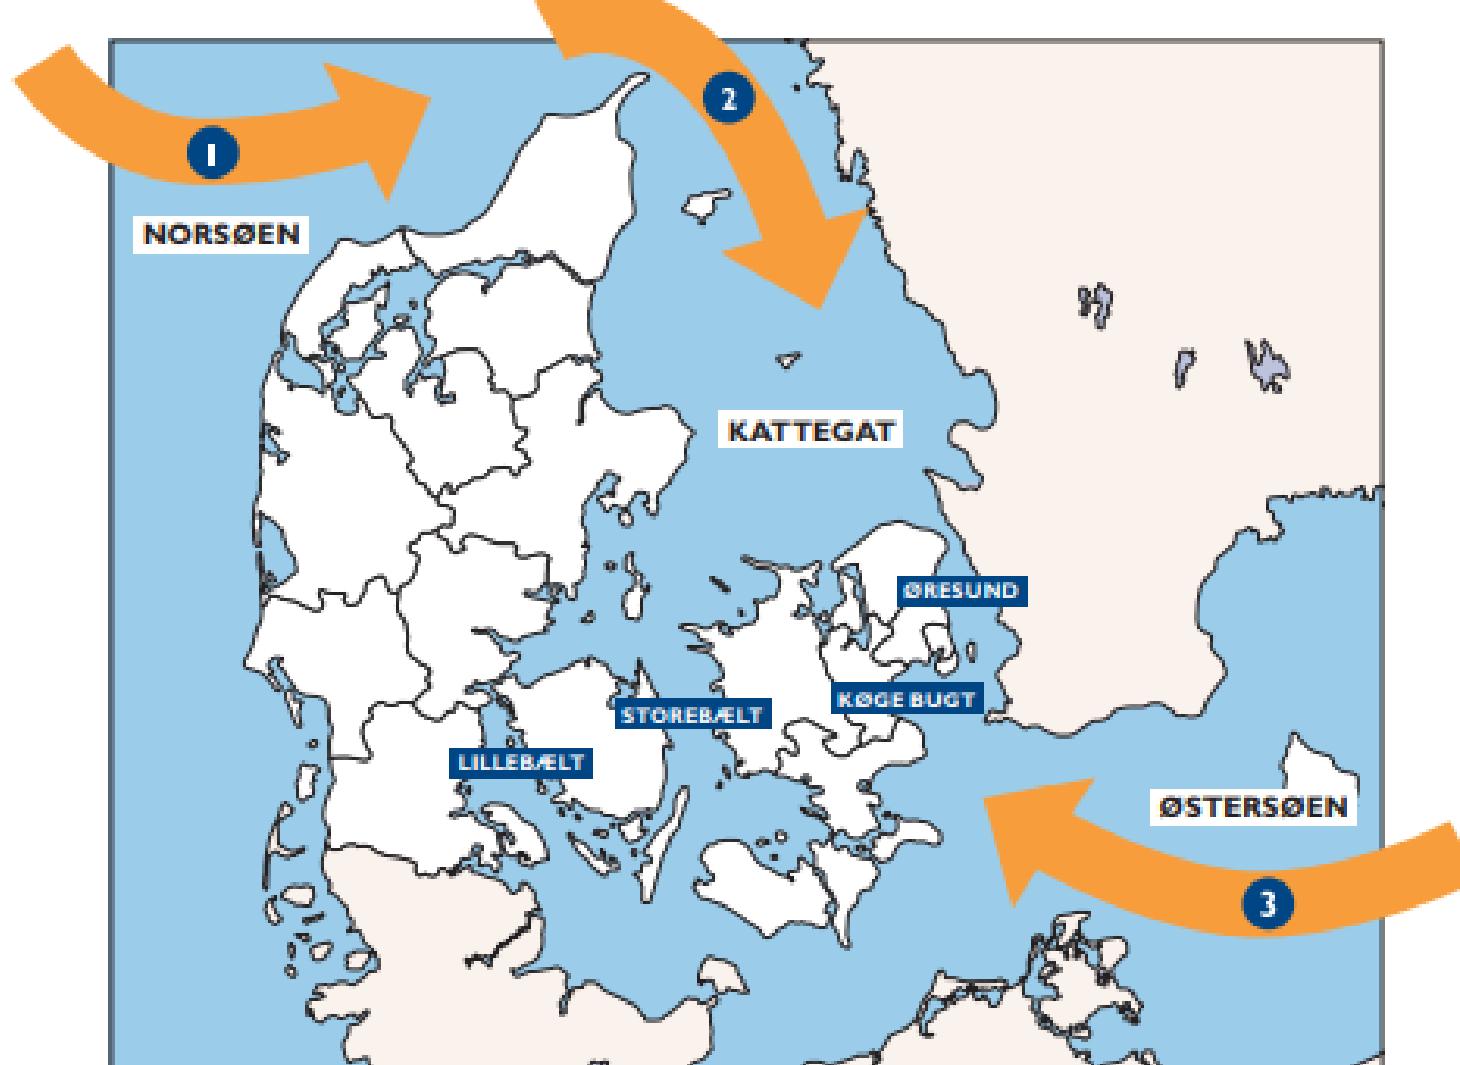 2
1
NORSØEN
KATTEGAT
ØRESUND
KØGE BUGT
STOREBÆLT
LILLEBÆLT
ØSTERSØEN
3